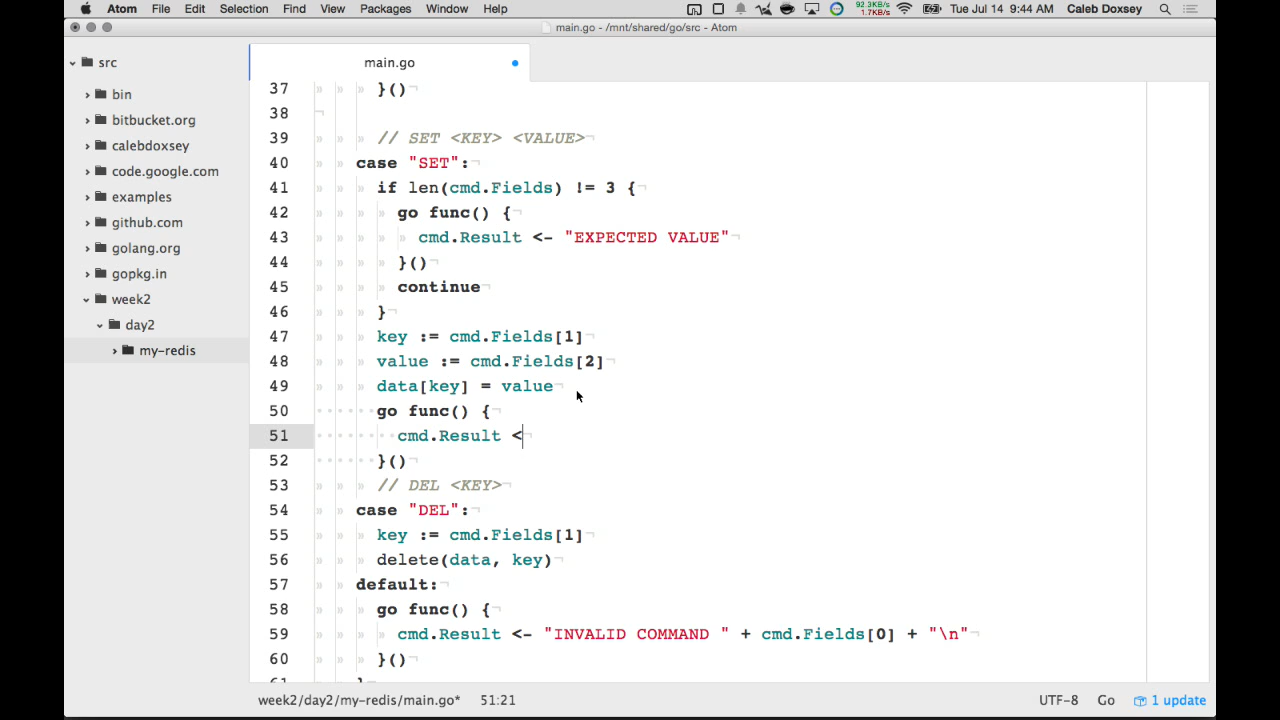 Atom File Edit Selection Find View Packages Window Help 92.3KB/s 1.7KB/s Tue Jul 14 9:44 AM Caleb Doxsey
main.go - /mnt/shared/go/src - Atom
src
bin
bitbucket.org
calebdoxsey
code.google.com
examples
github.com
golang.org
gopkg.in
week2
day2
my-redis
main.go
37 }()
38
39 // SET <KEY> <VALUE>
40 case "SET":
41 if len(cmd.Fields) != 3 {
42 go func() {
43 cmd.Result <- "EXPECTED VALUE"
44 }()
45 continue
46 }
47 key := cmd.Fields[1]
48 value := cmd.Fields[2]
49 data[key] = value
50 go func() {
51 cmd.Result <
52 }()
53 // DEL <KEY>
54 case "DEL":
55 key := cmd.Fields[1]
56 delete(data, key)
57 default:
58 go func() {
59 cmd.Result <- "INVALID COMMAND " + cmd.Fields[0] + "\n"
60 }()
week2/day2/my-redis/main.go* 51:21 UTF-8 Go 1 update